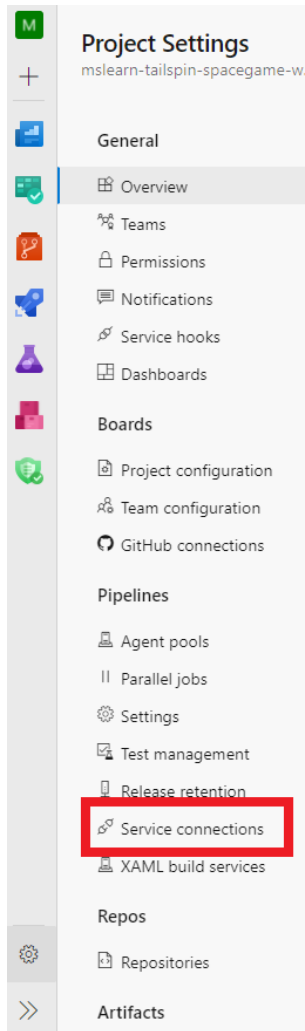 M
Project Settings
mslearn-tailspin-spacegame-w.
General
Overview
Teams
Permissions
Notifications
Service hooks
Dashboards
Boards
Project configuration
Team configuration
GitHub connections
Pipelines
Agent pools
Parallel jobs
Settings
Test management
Release retention
Service connections
XAML build services
Repos
Repositories
Artifacts